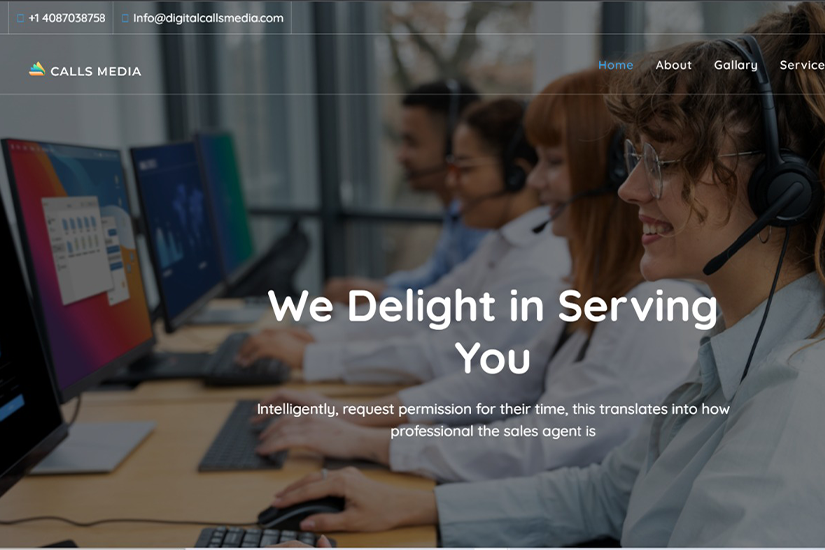 +1 4087038758
Info@digitalcallsmedia.com
CALLS MEDIA
Home About Gallary Service
We Delight in Serving
You
Intelligently, request permission for their time, this translates into how
professional the sales agent is